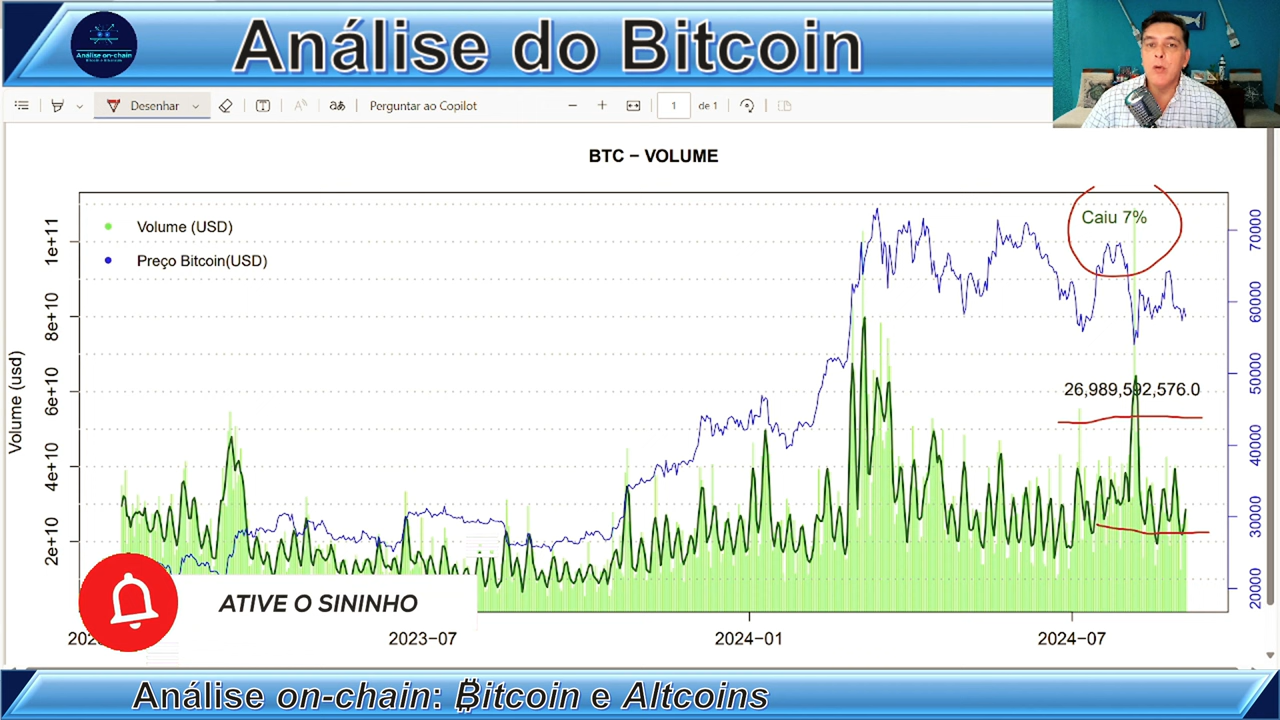 Análise do Bitcoin
Análise on-chain
Desenhar
aあ
Perguntar ao Copilot
1
de 1
BTC − VOLUME
Volume (USD)
Preço Bitcoin(USD)
Caiu 7%
26,989,592,576.0
Volume (usd)
1e+11
8e+10
6e+10
4e+10
2e+10
70000
60000
50000
40000
30000
20000
2023−07
2024−01
2024−07
ATIVE O SININHO
Análise on-chain: ₿itcoin e Altcoins